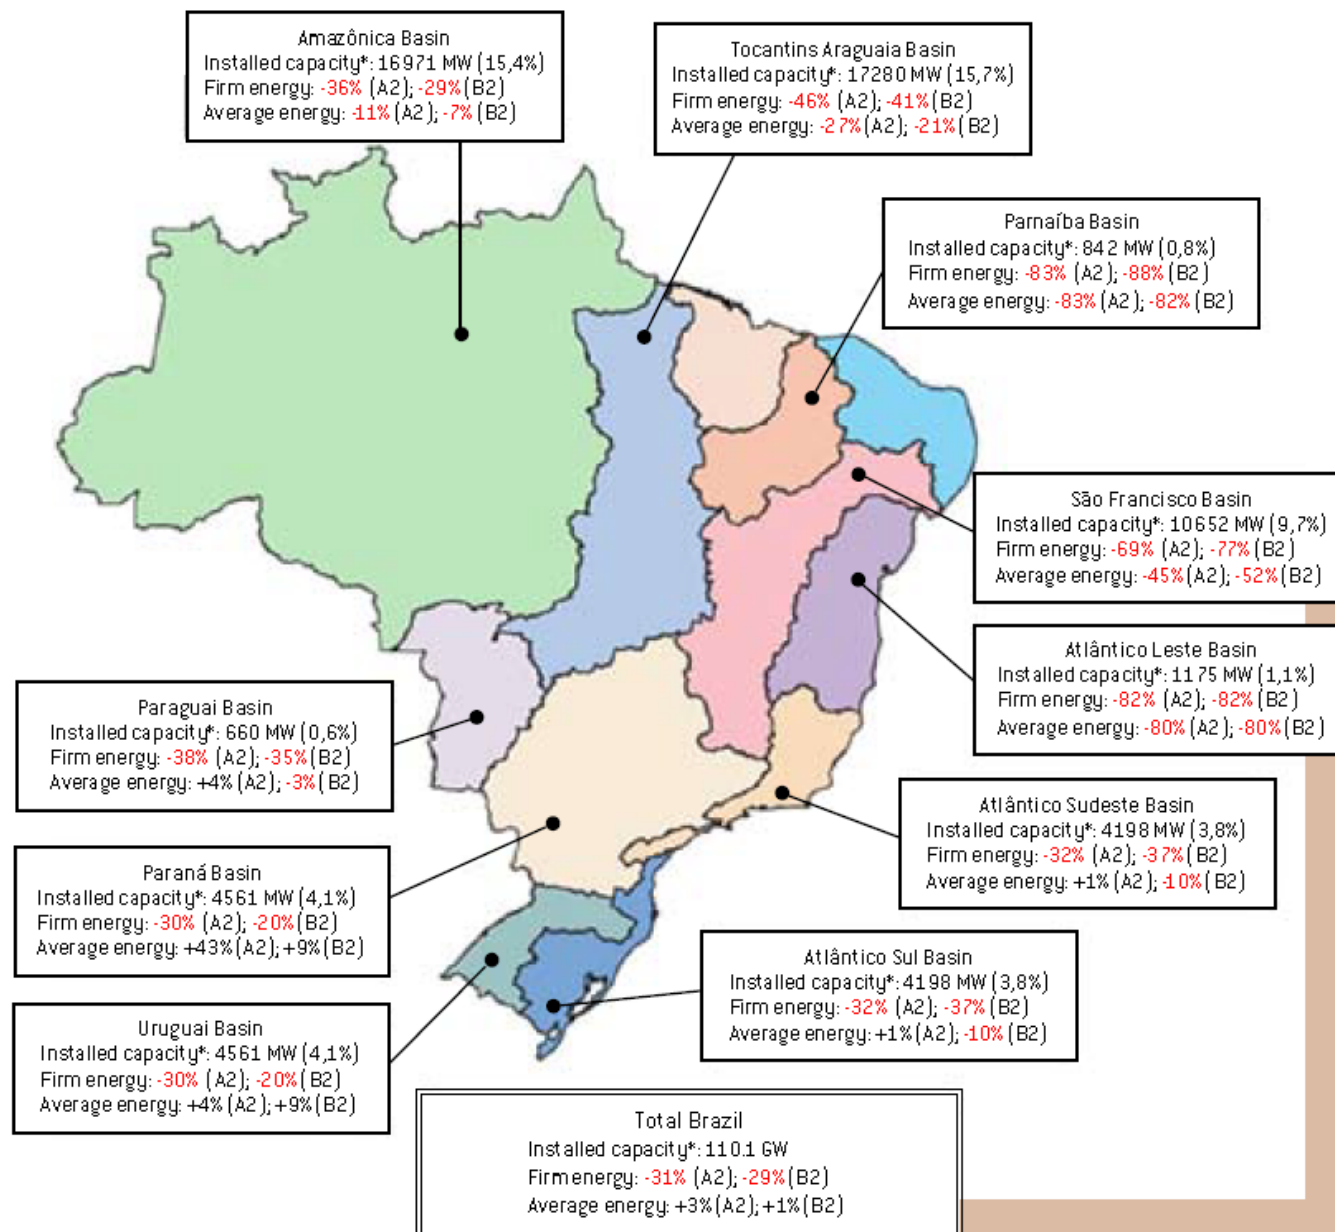 Amazônica Basin
Installed capacity*: 16971 MW (15,4%)
Firm energy: -36% (A2); -29% (B2)
Average energy: -11% (A2); -7% (B2)
Tocantins Araguaia Basin
Installed capacity*: 17280 MW (15,7%)
Firm energy: -46% (A2); -41% (B2)
Average energy: -27% (A2); -21% (B2)
Parnaíba Basin
Installed capacity*: 842 MW (0,8%)
Firm energy: -83% (A2); -88% (B2)
Average energy: -83% (A2); -82% (B2)
São Francisco Basin
Installed capacity*: 10652 MW (9,7%)
Firm energy: -69% (A2); -77% (B2)
Average energy: -45% (A2); -52% (B2)
Atlântico Leste Basin
Installed capacity*: 1175 MW (1,1%)
Firm energy: -82% (A2); -82% (B2)
Average energy: -80% (A2); -80% (B2)
Paraguai Basin
Installed capacity*: 660 MW (0,6%)
Firm energy: -38% (A2); -35% (B2)
Average energy: +4% (A2); -3% (B2)
Atlântico Sudeste Basin
Installed capacity*: 4198 MW (3,8%)
Firm energy: -32% (A2); -37% (B2)
Average energy: +1% (A2); -10% (B2)
Paraná Basin
Installed capacity*: 4561 MW (4,1%)
Firm energy: -30% (A2); -20% (B2)
Average energy: +43% (A2); +9% (B2)
Atlântico Sul Basin
Installed capacity*: 4198 MW (3,8%)
Firm energy: -32% (A2); -37% (B2)
Average energy: +1% (A2); -10% (B2)
Uruguai Basin
Installed capacity*: 4561 MW (4,1%)
Firm energy: -30% (A2); -20% (B2)
Average energy: +4% (A2); +9% (B2)
Total Brazil
Installed capacity*: 110.1 GW
Firm energy: -31% (A2); -29% (B2)
Average energy: +3% (A2); +1% (B2)